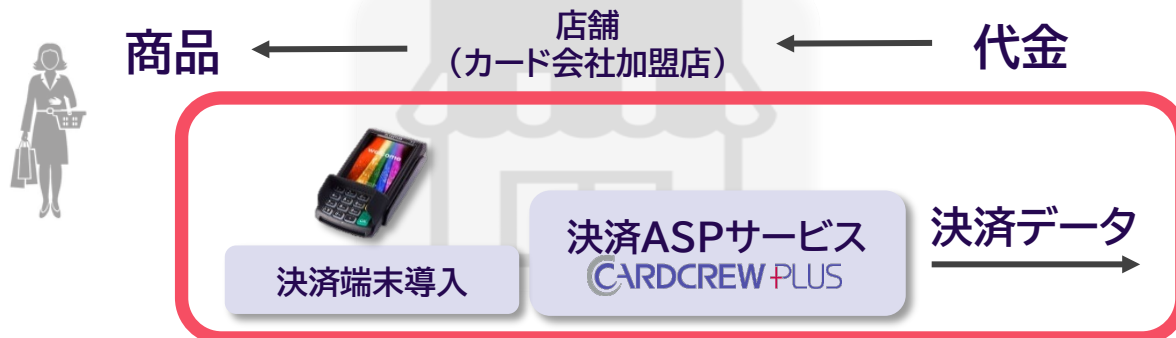 商品
店舗
（カード会社加盟店）
代金
welcome
決済端末導入
決済ASPサービス
CARDCREW PLUS
決済データ